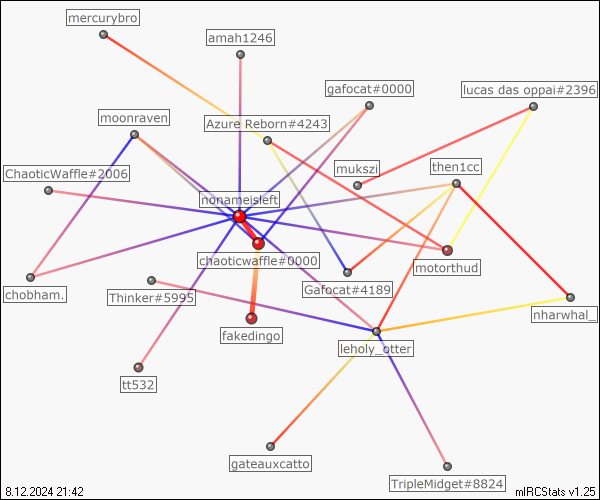 mercurybro
amah1246
gafocat#0000
lucas das oppai#2396
moonraven
Azure Reborn#4243
mukszi
then1cc
ChaoticWaffle#2006
nonameisleft
chaoticwaffle#0000
motorthud
chobham.
Thinker#5995
Gafocat#4189
nharwhal_
fakedingo
leholy_otter
tt532
gateauxcatto
TripleMidget#8824
8.12.2024 21:42
mIRCStats v1.25